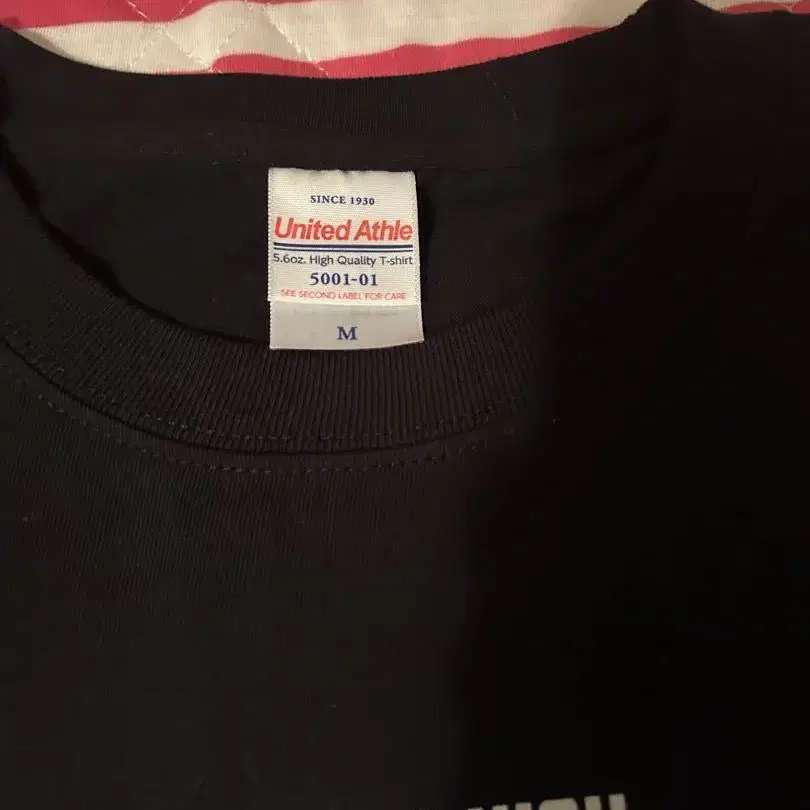 SINCE 1930
United Athle
5.6oz. High Quality T-shirt
5001-01
SEE SECOND LABEL FOR CARE
M